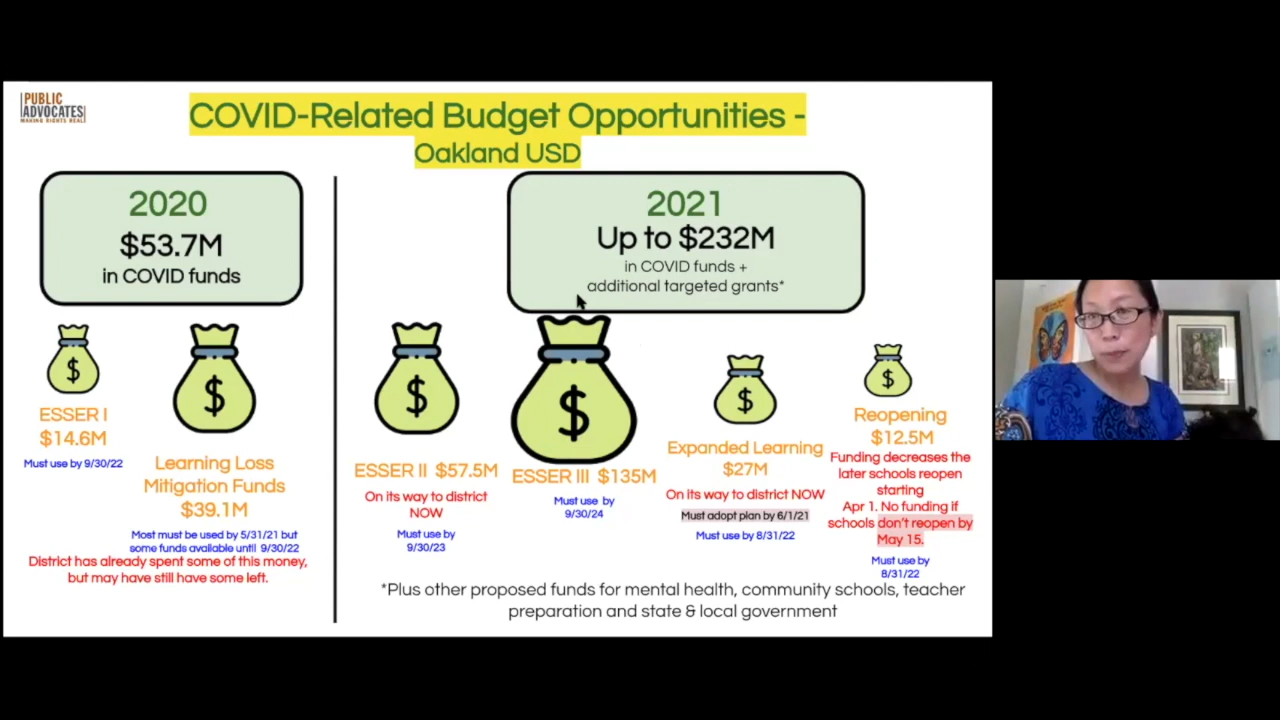 PUBLIC
ADVOCATES
MAKING RIGHTS REAL
COVID-Related Budget Opportunities -
Oakland USD
2020
$53.7M
in COVID funds
2021
Up to $232M
in COVID funds +
additional targeted grants*
$
ESSER I
$14.6M
Must use by 9/30/22
$
Learning Loss
Mitigation Funds
$39.1M
Most must be used by 5/31/21 but
some funds available until 9/30/22
District has already spent some of this money,
but may have still have some left.
$
ESSER II $57.5M
On its way to district
NOW
Must use by
9/30/23
$
ESSER III $135M
Must use by
9/30/24
$
Expanded Learning
$27M
On its way to district NOW
Must adopt plan by 6/1/21
Must use by 8/31/22
$
Reopening
$12.5M
Funding decreases the
later schools reopen
starting
Apr 1. No funding if
schools don't reopen by
May 15.
Must use by
8/31/22
*Plus other proposed funds for mental health, community schools, teacher
preparation and state & local government